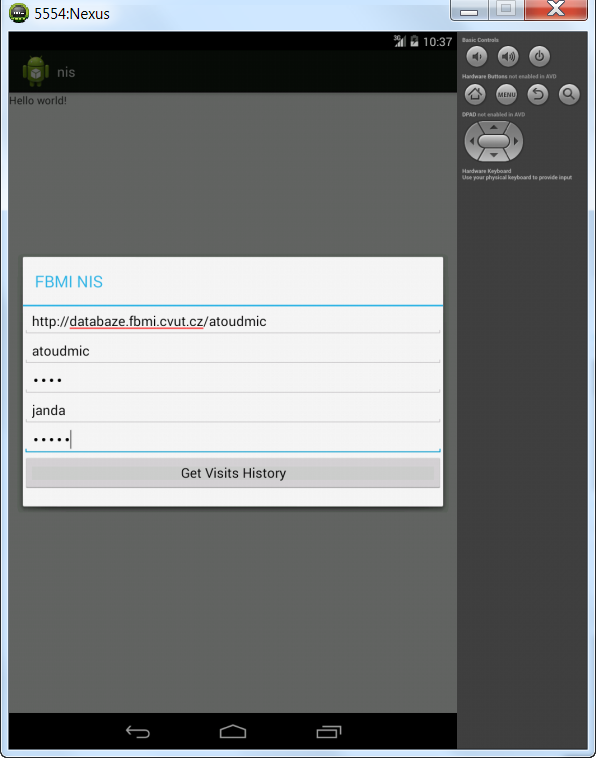 5554:Nexus
3G 10:37
nis
Hello world!
FBMI NIS
http://databaze.fbmi.cvut.cz/atoudmic
atoudmic
••••
janda
•••••
Get Visits History
Basic Controls
Hardware Buttons not enabled in AVD
MENU
DPAD not enabled in AVD
Hardware Keyboard
Use your physical keyboard to provide input